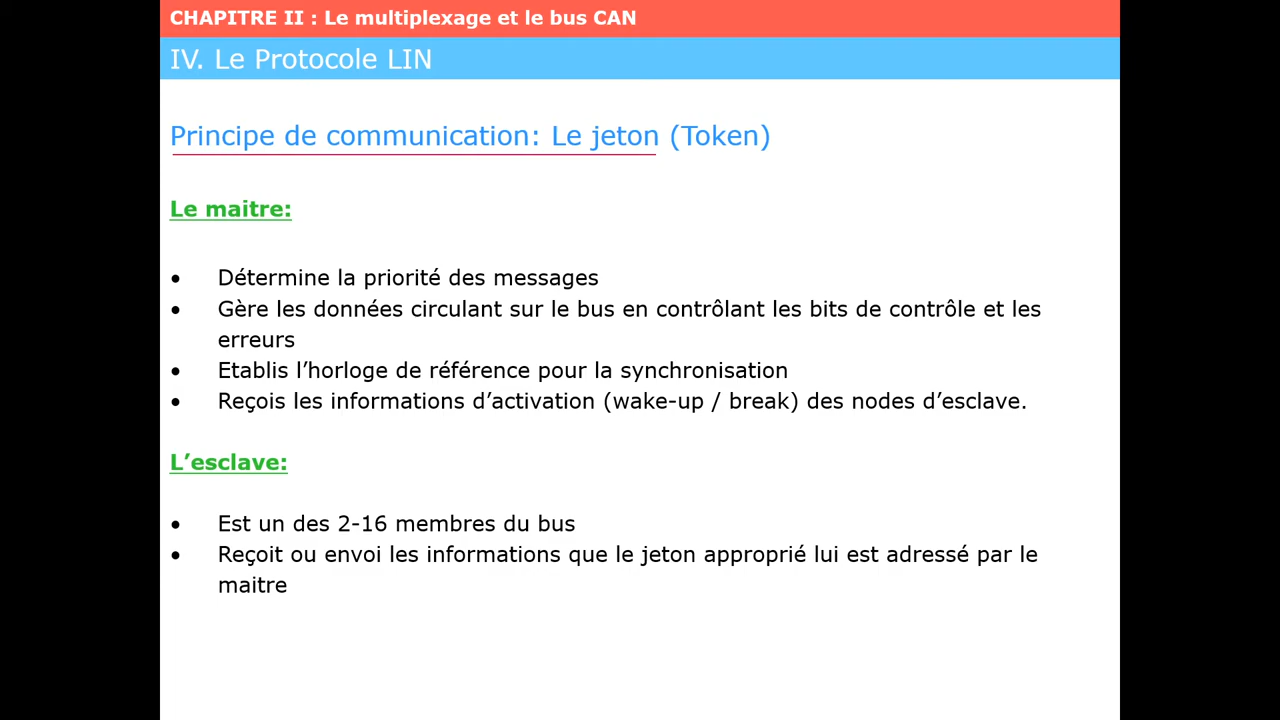 CHAPITRE II : Le multiplexage et le bus CAN
IV. Le Protocole LIN
Principe de communication: Le jeton (Token)
Le maitre:
• Détermine la priorité des messages
• Gère les données circulant sur le bus en contrôlant les bits de contrôle et les
erreurs
• Etablis l’horloge de référence pour la synchronisation
• Reçois les informations d’activation (wake-up / break) des nodes d’esclave.
L’esclave:
• Est un des 2-16 membres du bus
• Reçoit ou envoi les informations que le jeton approprié lui est adressé par le
maitre